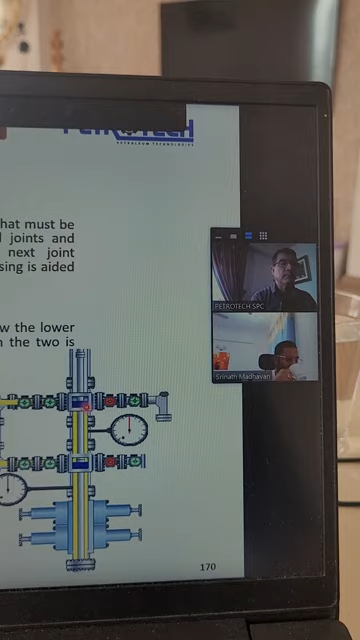 PETROTECH
PETROLEUM TECHNOLOGIES
hat must be
joints and
next joint
sing is aided
w the lower
the two is
PETROTECH SPC
Srinath Madhavan
170